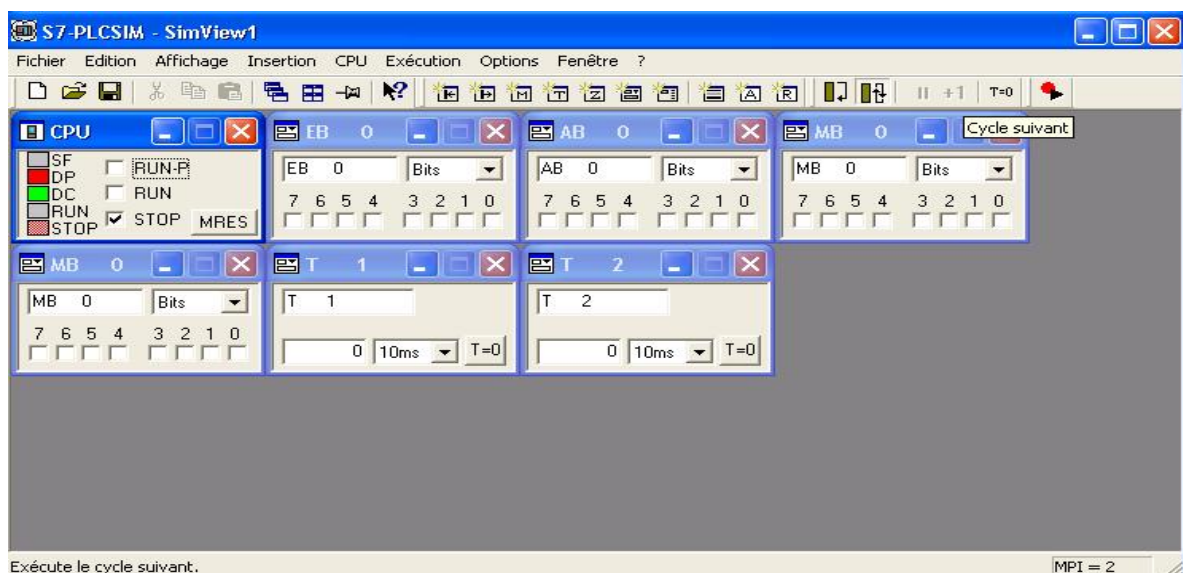 S7-PLCSIM - SimView1
Fichier Edition Affichage Insertion CPU Exécution Options Fenêtre ?
+1 T=0
CPU
SF
DP
DC
RUN
STOP
RUN-P
RUN
STOP
MRES
EB 0
EB 0 Bits
7 6 5 4 3 2 1 0
AB 0
AB 0 Bits
7 6 5 4 3 2 1 0
MB 0
Cycle suivant
MB 0 Bits
7 6 5 4 3 2 1 0
MB 0
MB 0 Bits
7 6 5 4 3 2 1 0
T 1
T 1
0 10ms T=0
T 2
T 2
0 10ms T=0
Exécute le cycle suivant.
MPI = 2